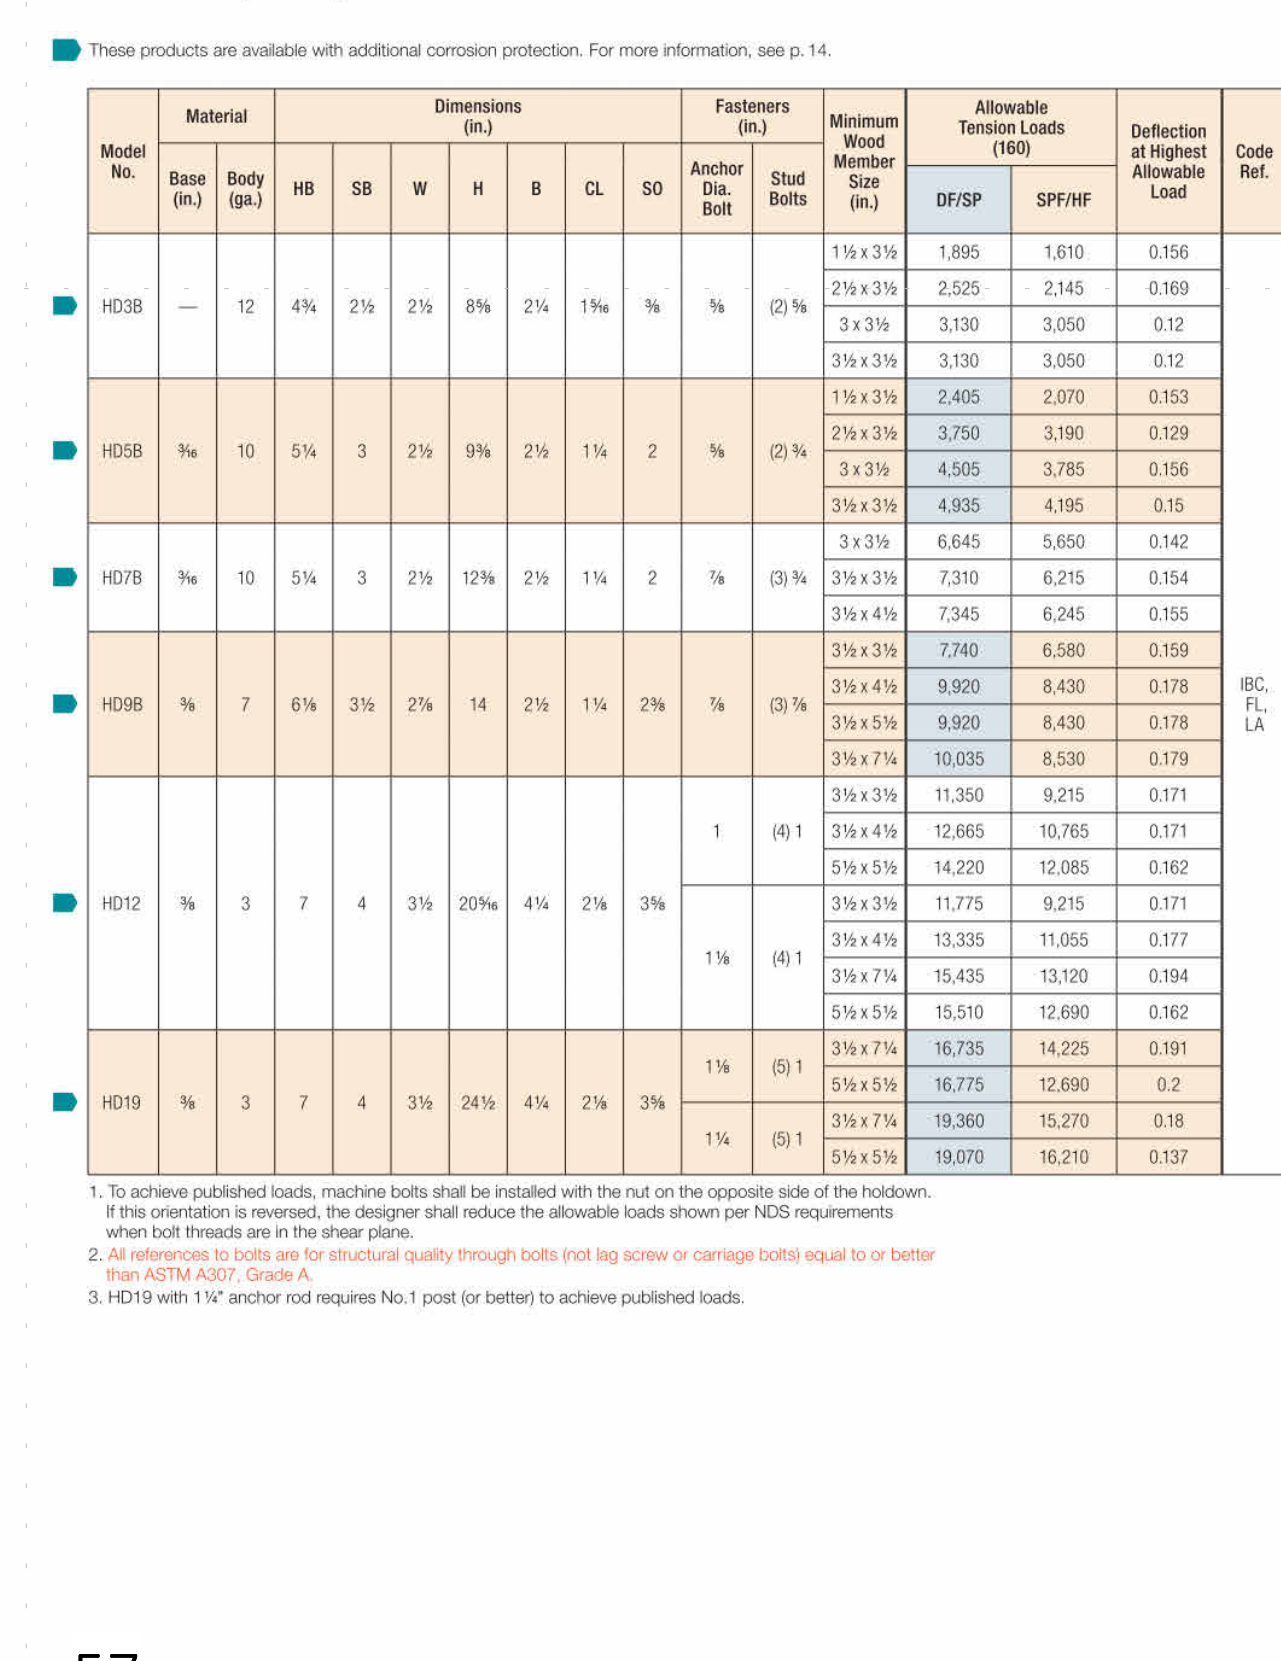 These products are available with additional corrosion protection. For more information, see p. 14.
Model No. Material Dimensions (in.) Fasteners (in.) Minimum Wood Member Size (in.) Allowable Tension Loads (160) Deflection at Highest Allowable Load Code Ref.
Base (in.) Body (ga.) HB SB W H B CL SO Anchor Dia. Bolt Stud Bolts DF/SP SPF/HF
HD3B — 12 4¾ 2½ 2½ 8⅝ 2¼ 1 5/16 ⅜ ⅝ (2) ⅝
1½ x 3½ 1,895 1,610 0.156
2½ x 3½ 2,525 2,145 0.169
3 x 3½ 3,130 3,050 0.12
3½ x 3½ 3,130 3,050 0.12
HD5B 3/16 10 5¼ 3 2½ 9⅜ 2½ 1¼ 2 ⅝ (2) ¾
1½ x 3½ 2,405 2,070 0.153
2½ x 3½ 3,750 3,190 0.129
3 x 3½ 4,505 3,785 0.156
3½ x 3½ 4,935 4,195 0.15
HD7B 3/16 10 5¼ 3 2½ 12⅜ 2½ 1¼ 2 ⅞ (3) ¾
3 x 3½ 6,645 5,650 0.142
3½ x 3½ 7,310 6,215 0.154
3½ x 4½ 7,345 6,245 0.155
HD9B ⅜ 7 6⅛ 3½ 2⅞ 14 2½ 1¼ 2⅜ ⅞ (3) ⅞
3½ x 3½ 7,740 6,580 0.159
3½ x 4½ 9,920 8,430 0.178
3½ x 5½ 9,920 8,430 0.178
3½ x 7¼ 10,035 8,530 0.179
IBC, FL, LA
HD12 ⅜ 3 7 4 3½ 20 5/16 4¼ 2⅛ 3⅝
1 (4) 1
3½ x 3½ 11,350 9,215 0.171
3½ x 4½ 12,665 10,765 0.171
5½ x 5½ 14,220 12,085 0.162
1⅛ (4) 1
3½ x 3½ 11,775 9,215 0.171
3½ x 4½ 13,335 11,055 0.177
3½ x 7¼ 15,435 13,120 0.194
5½ x 5½ 15,510 12,690 0.162
HD19 ⅜ 3 7 4 3½ 24½ 4¼ 2⅛ 3⅝
1⅛ (5) 1
3½ x 7¼ 16,735 14,225 0.191
5½ x 5½ 16,775 12,690 0.2
1¼ (5) 1
3½ x 7¼ 19,360 15,270 0.18
5½ x 5½ 19,070 16,210 0.137
1. To achieve published loads, machine bolts shall be installed with the nut on the opposite side of the holdown.
If this orientation is reversed, the designer shall reduce the allowable loads shown per NDS requirements
when bolt threads are in the shear plane.
2. All references to bolts are for structural quality through bolts (not lag screw or carriage bolts) equal to or better
than ASTM A307, Grade A.
3. HD19 with 1¼" anchor rod requires No.1 post (or better) to achieve published loads.